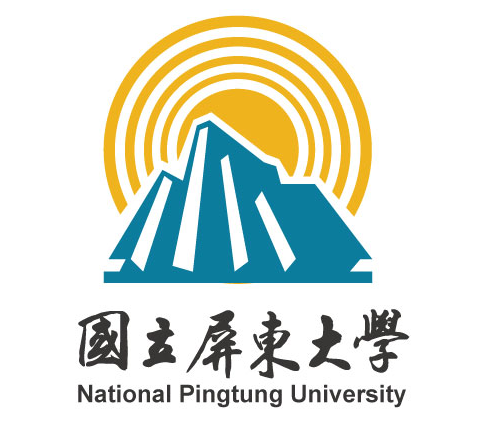 國立屏東大學
National Pingtung University